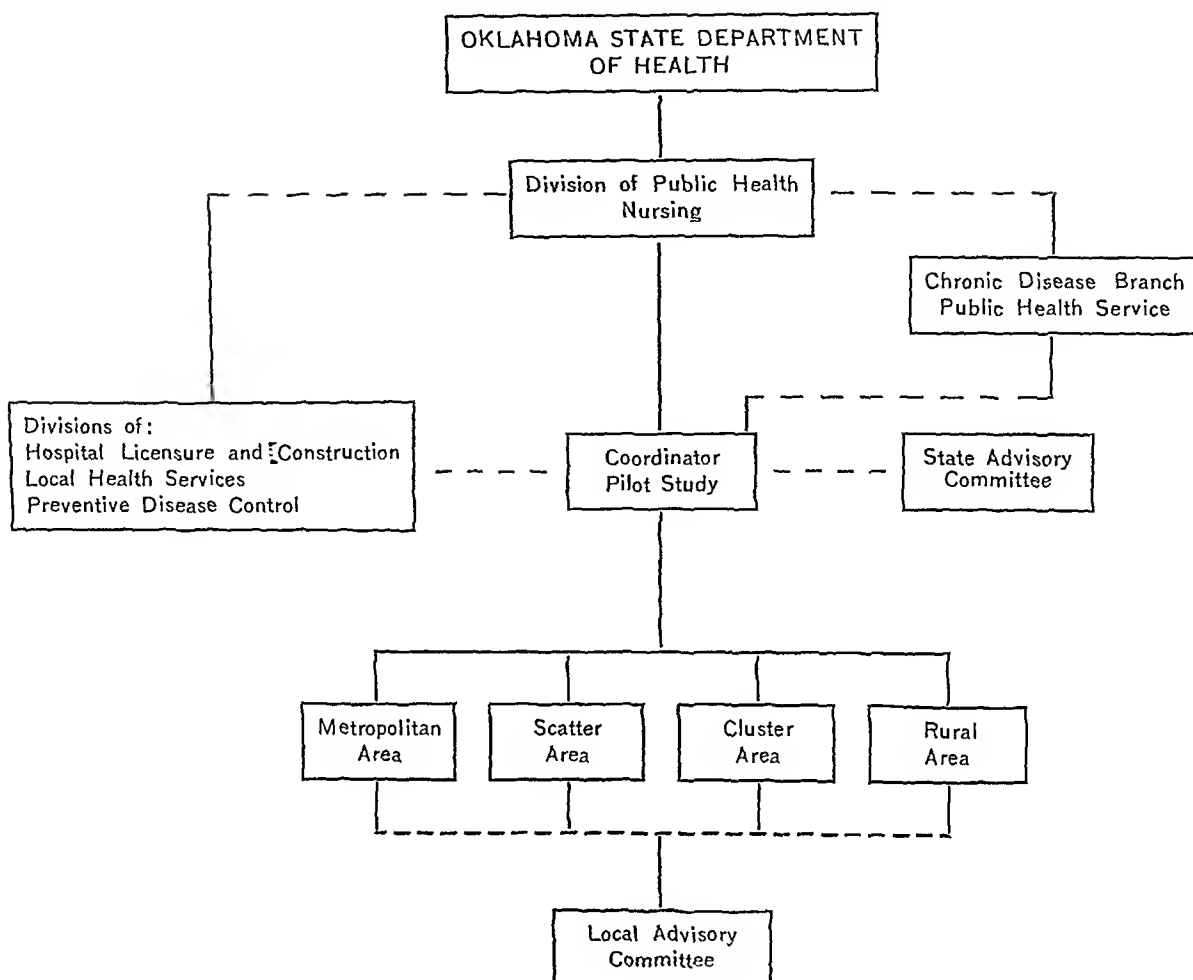 OKLAHOMA STATE DEPARTMENT
OF HEALTH
Division of Public Health
Nursing
Chronic Disease Branch
Public Health Service
Divisions of:
Hospital Licensure and Construction
Local Health Services
Preventive Disease Control
Coordinator
Pilot Study
State Advisory
Committee
Metropolitan
Area
Scatter
Area
Cluster
Area
Rural
Area
Local Advisory
Committee